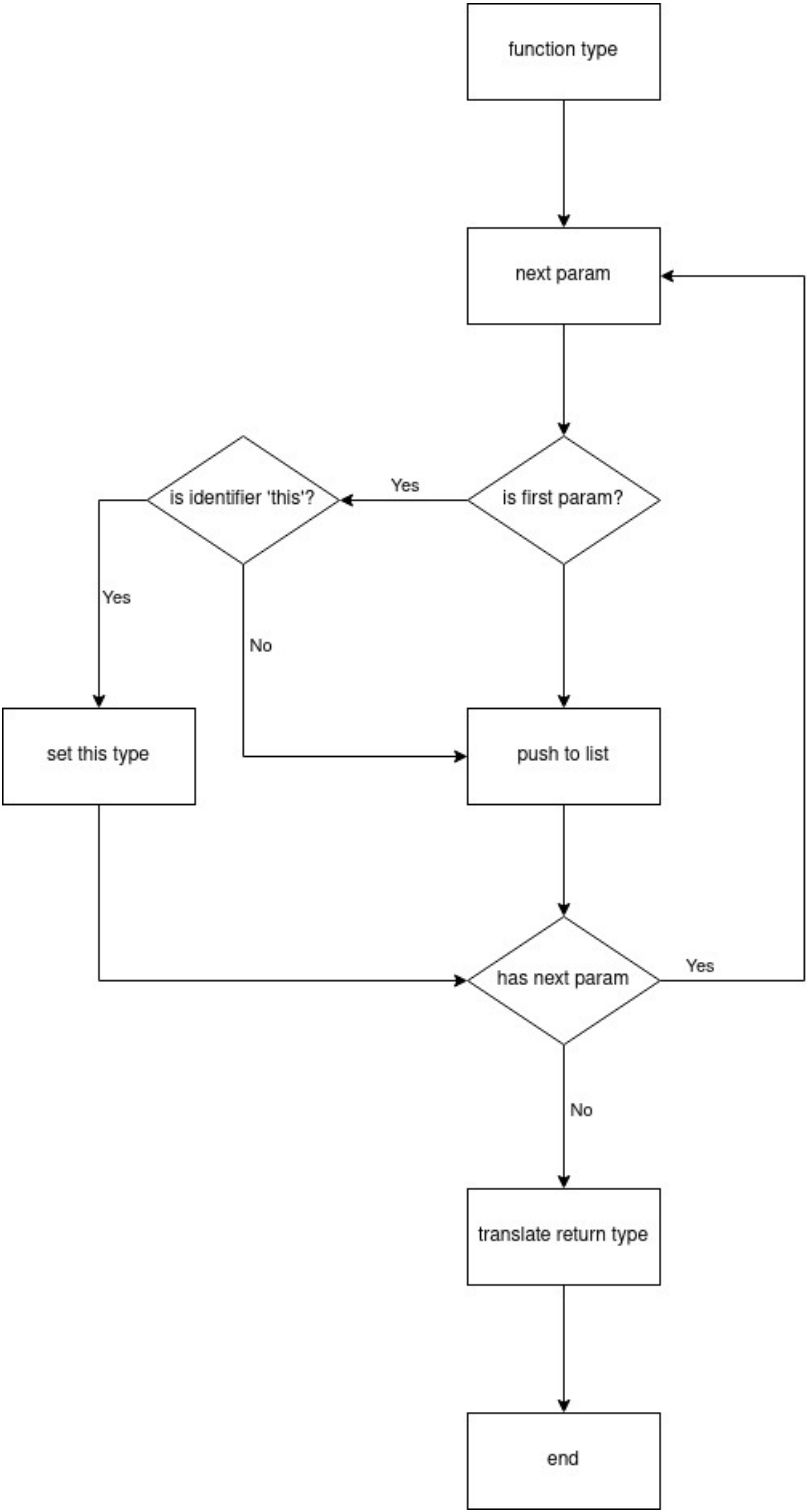 function type
next param
is identifier 'this'?
Yes
is first param?
Yes
No
set this type
push to list
has next param
Yes
No
translate return type
end